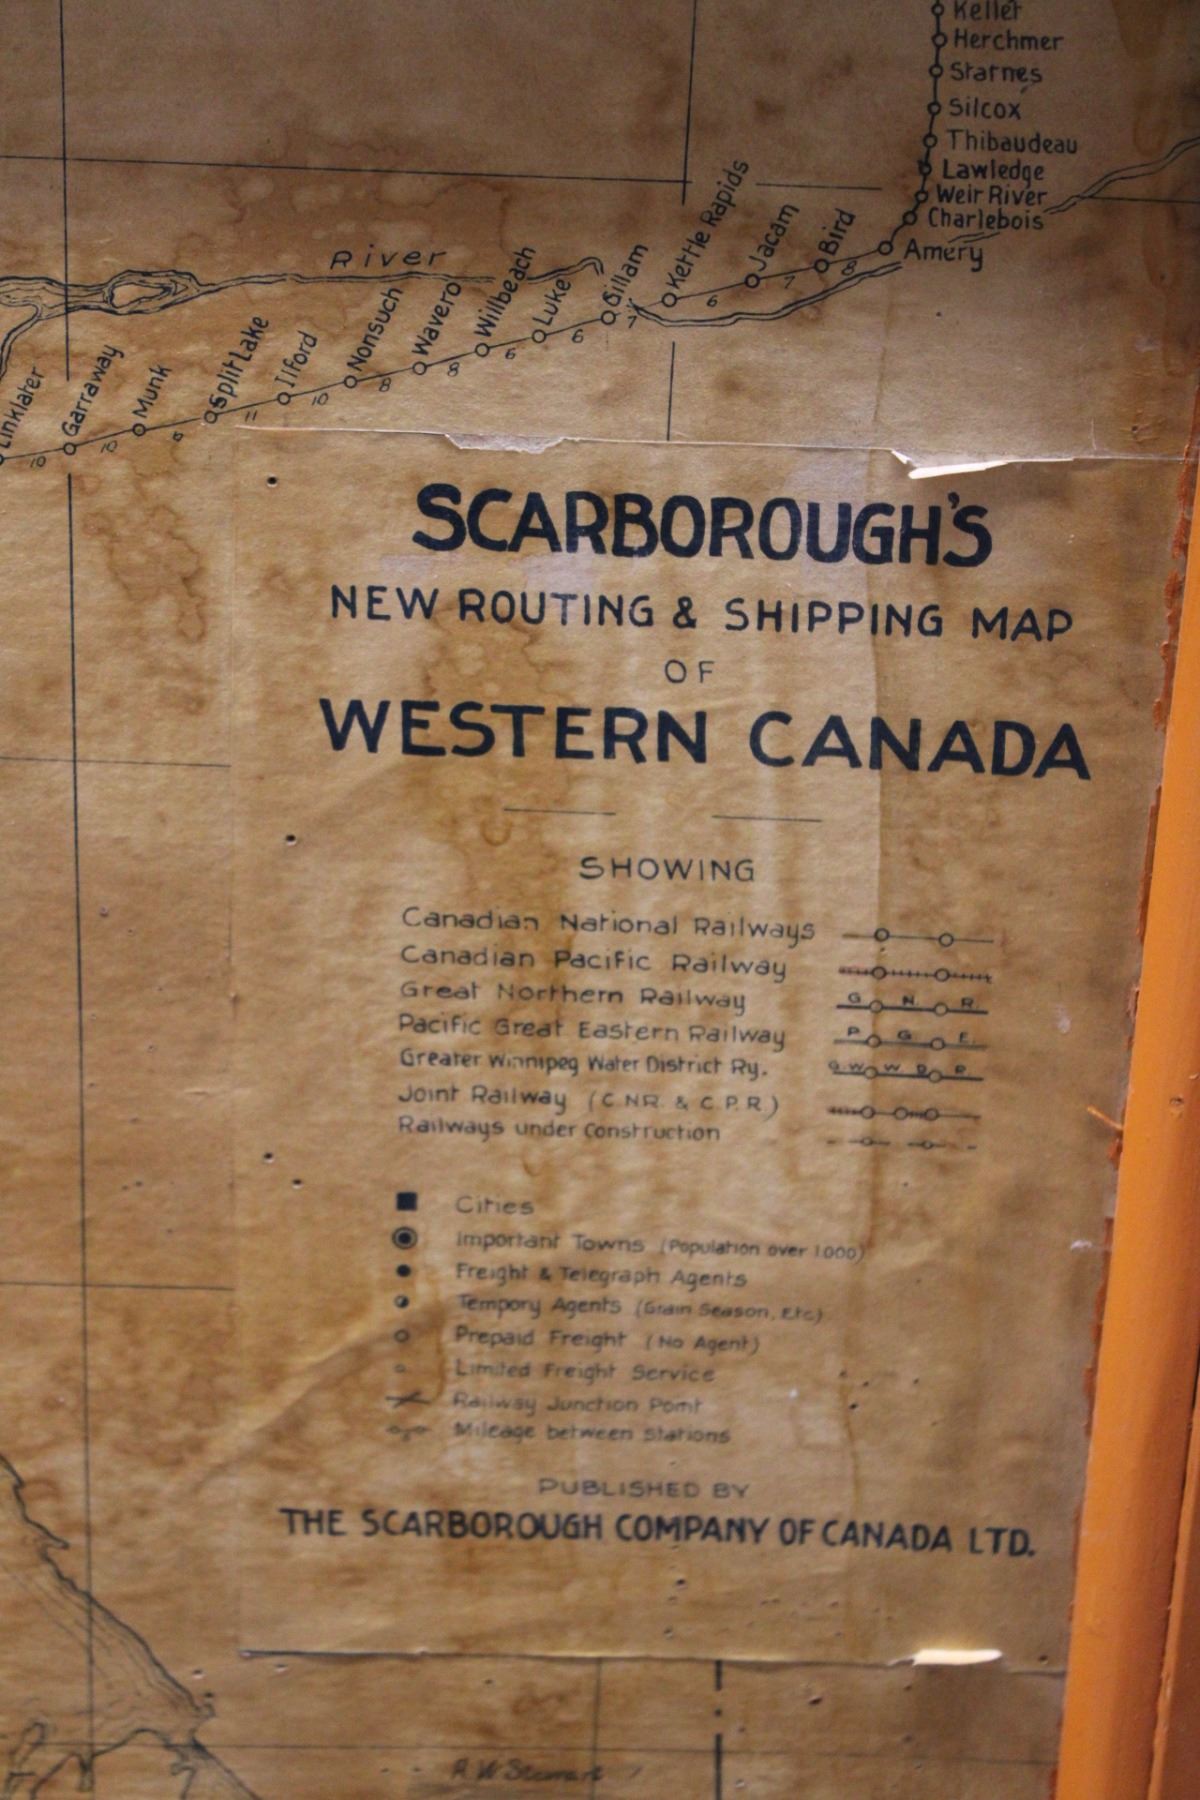 Keller
Herchmer
Starnes
Silcox
Thibaudeau
Lawledge
Weir River
Charlebois
Amery
Bird
Jacam
Kettle Rapids
Gillam
Luke
Willbeach
Wavero
Nonsuch
Ilford
Split Lake
Munk
Garraway
Linklater
River
8
7
6
7
6
6
8
8
10
11
6
10
10
SCARBOROUGH'S
NEW ROUTING & SHIPPING MAP
OF
WESTERN CANADA
SHOWING
Canadian National Railways
Canadian Pacific Railway
Great Northern Railway G. N. R.
Pacific Great Eastern Railway P. G. E.
Greater Winnipeg Water District Ry. G.W.W.D.R.
Joint Railway (C.N.R. & C.P.R.)
Railways under Construction
Cities
Important Towns (Population over 1000)
Freight & Telegraph Agents
Tempory Agents (Grain Season, Etc)
Prepaid Freight (No Agent)
Limited Freight Service
Railway Junction Point
Mileage between Stations
PUBLISHED BY
THE SCARBOROUGH COMPANY OF CANADA LTD.